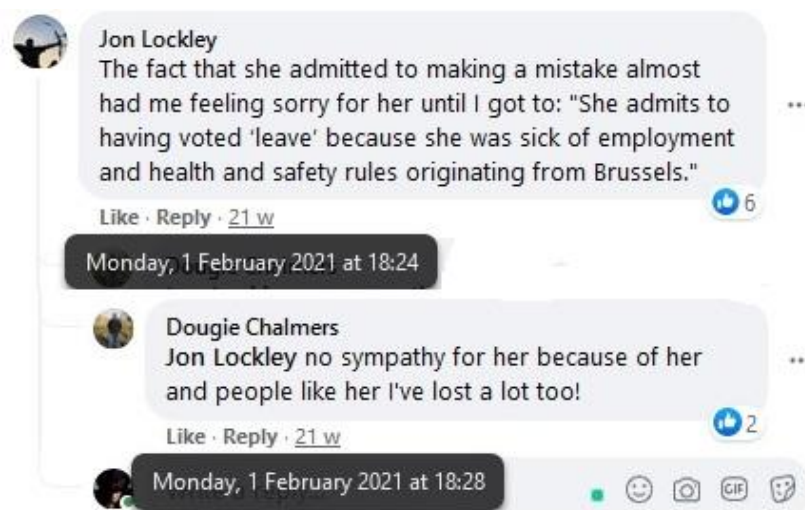 Jon Lockley
The fact that she admitted to making a mistake almost
had me feeling sorry for her until I got to: "She admits to
having voted 'leave' because she was sick of employment
and health and safety rules originating from Brussels."
6
Like · Reply · 21 w
Monday, 1 February 2021 at 18:24
Dougie Chalmers
Jon Lockley no sympathy for her because of her
and people like her I've lost a lot too!
2
Like · Reply · 21 w
Monday, 1 February 2021 at 18:28
GIF